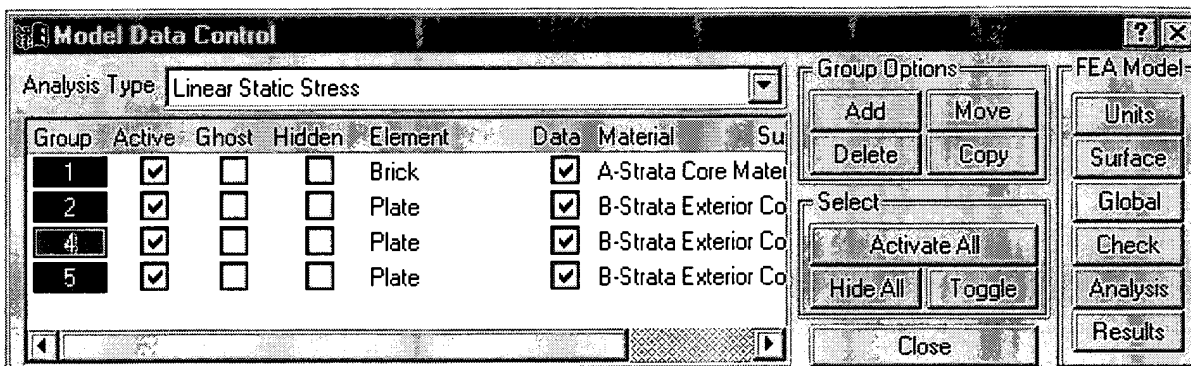 Model Data Control ? X
Analysis Type Linear Static Stress
Group Active Ghost Hidden Element Data Material Su
1 Brick A-Strata Core Mater
2 Plate B-Strata Exterior Co
4 Plate B-Strata Exterior Co
5 Plate B-Strata Exterior Co
Group Options
Add Move
Delete Copy
Select
Activate All
Hide All Toggle
Close
FEA Model
Units
Surface
Global
Check
Analysis
Results